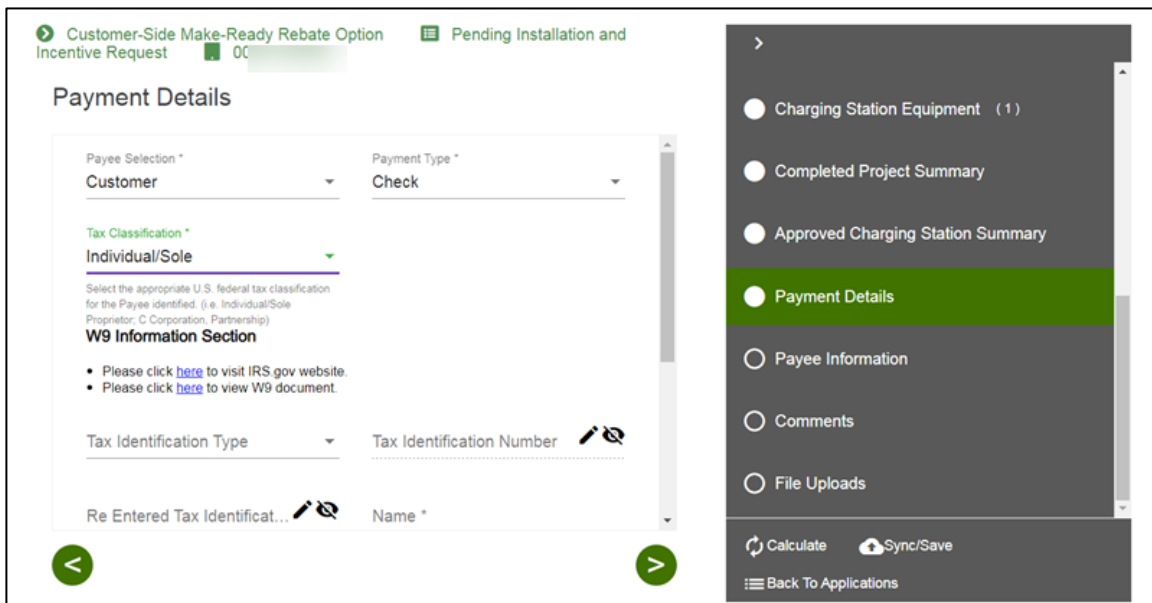 Customer-Side Make-Ready Rebate Option Pending Installation and
Incentive Request 00
Payment Details
Payee Selection * Payment Type *
Customer Check
Tax Classification *
Individual/Sole
Select the appropriate U.S. federal tax classification
for the Payee identified. (i.e. Individual/Sole
Proprietor; C Corporation, Partnership)
W9 Information Section
• Please click here to visit IRS.gov website.
• Please click here to view W9 document.
Tax Identification Type Tax Identification Number
Re Entered Tax Identificat... Name *
< >
>
Charging Station Equipment (1)
Completed Project Summary
Approved Charging Station Summary
Payment Details
Payee Information
Comments
File Uploads
Calculate Sync/Save
Back To Applications